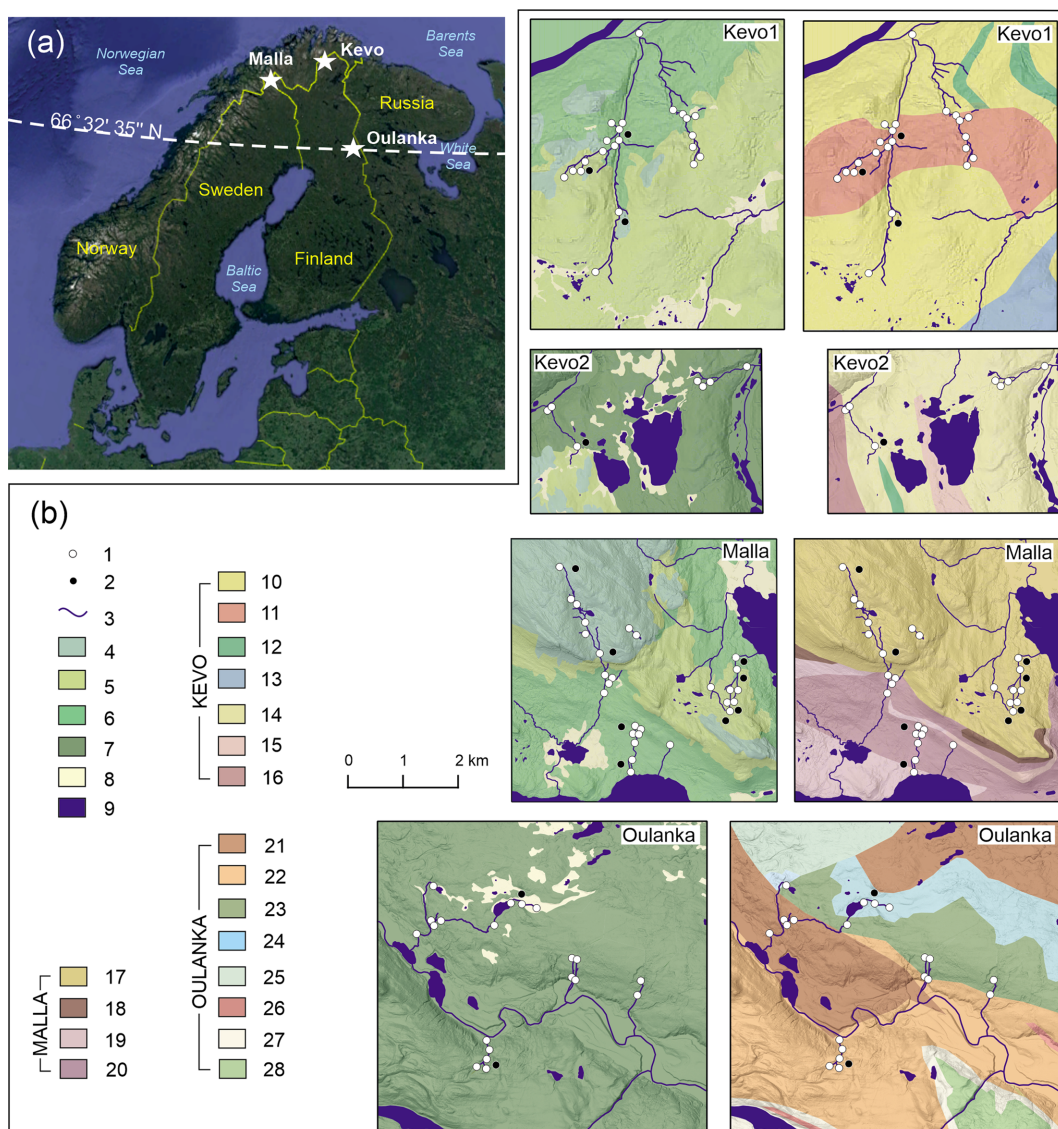 (a)
Norwegian
Sea
Barents
Sea
Malla
Kevo
Russia
66°32' 35" N
Oulanka
White
Sea
Sweden
Norway
Finland
Baltic
Sea
Kevo1
Kevo1
Kevo2
Kevo2
Malla
Malla
Oulanka
Oulanka
(b)
1
2
3
4
5
6
7
8
9
KEVO
10
11
12
13
14
15
16
0 1 2 km
MALLA
17
18
19
20
OULANKA
21
22
23
24
25
26
27
28